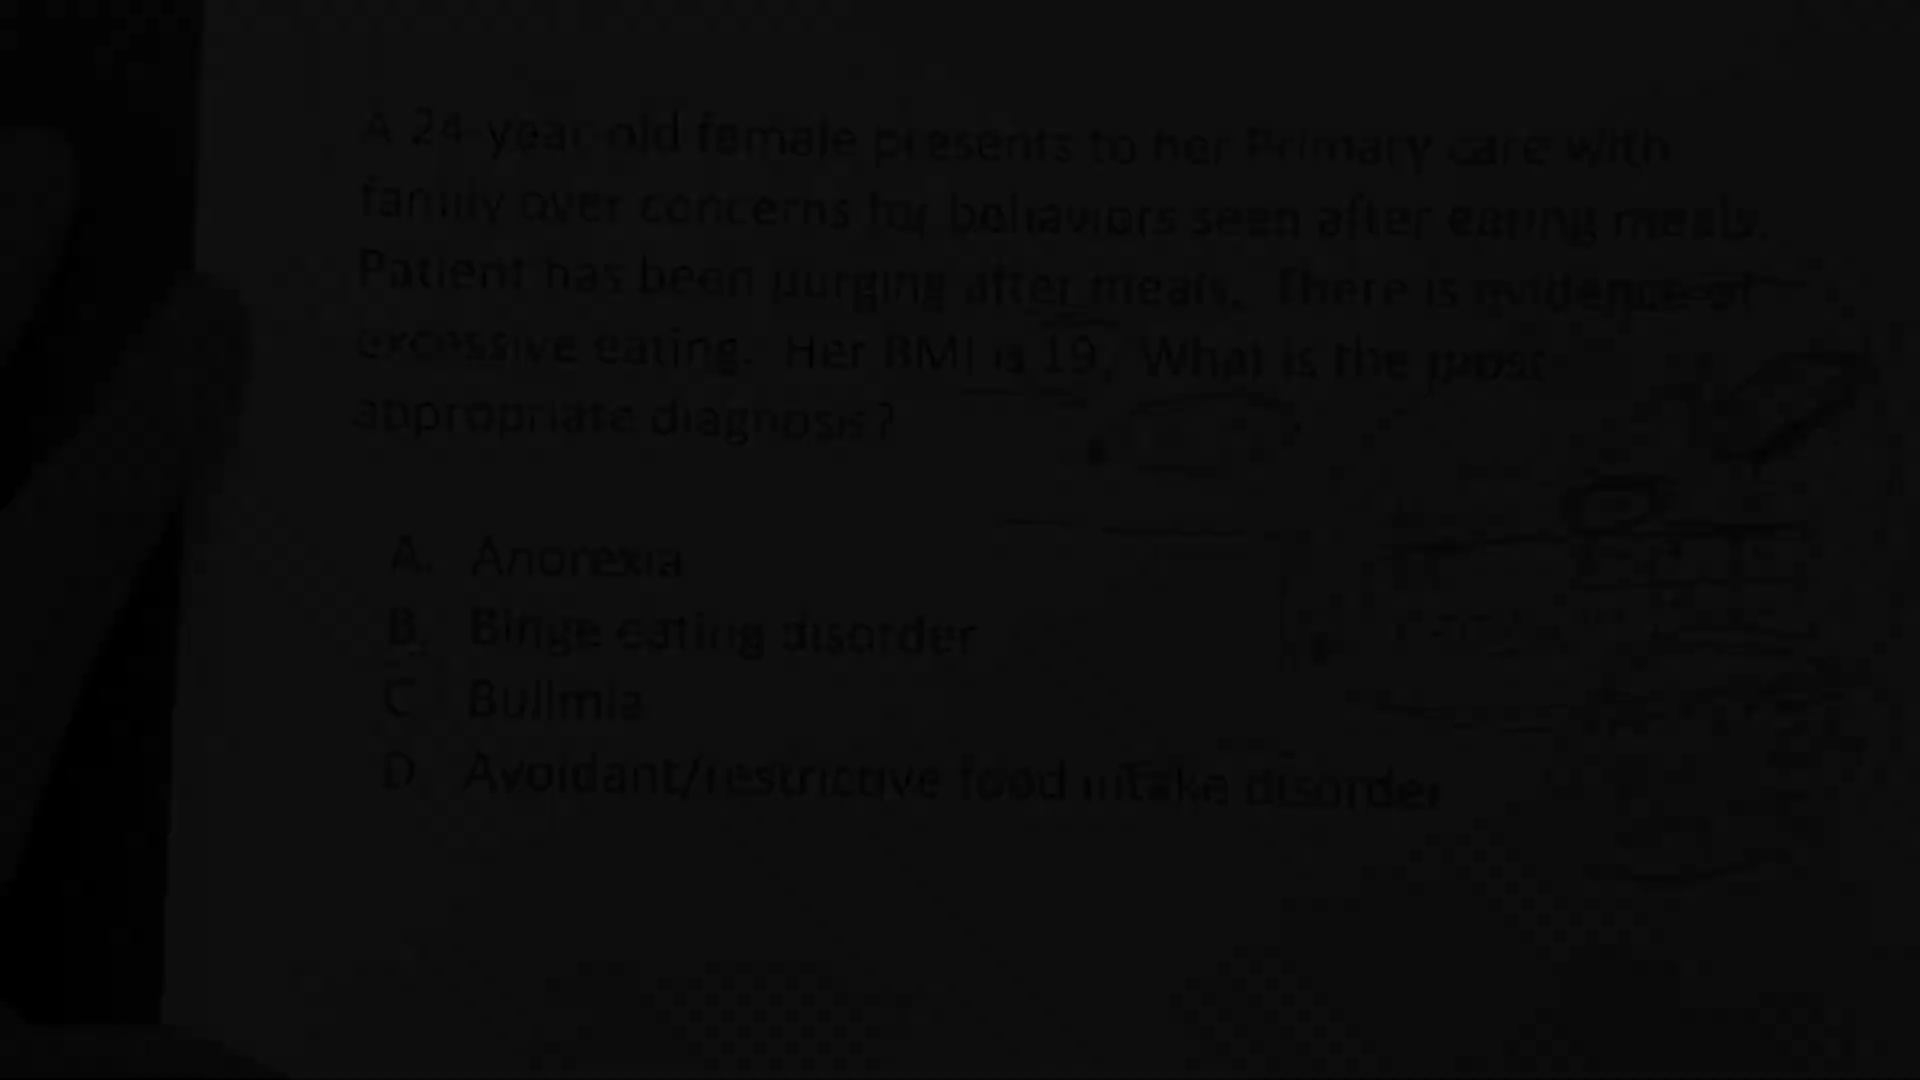 A 24-year-old female presents to her Primary care with
family over concerns for behaviors seen after eating meals.
Patient has been purging after meals. There is evidence of
excessive eating. Her BMI is 19. What is the most
appropriate diagnosis?
A. Anorexia
B. Binge eating disorder
C. Bulimia
D. Avoidant/restrictive food intake disorder